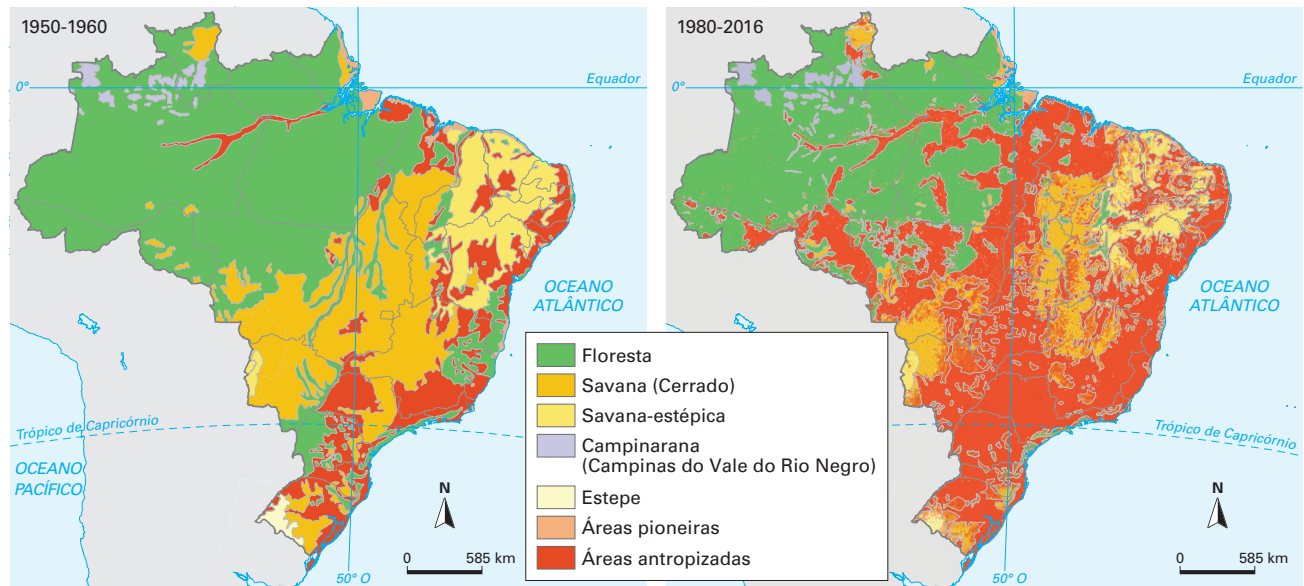 1950-1960
Equador
0°
OCEANO
ATLÂNTICO
Trópico de Capricórnio
OCEANO
PACÍFICO
N
0 585 km
50° O
1980-2016
Equador
0°
OCEANO
ATLÂNTICO
Trópico de Capricórnio
N
0 585 km
50° O
Floresta
Savana (Cerrado)
Savana-estépica
Campinarana
(Campinas do Vale do Rio Negro)
Estepe
Áreas pioneiras
Áreas antropizadas